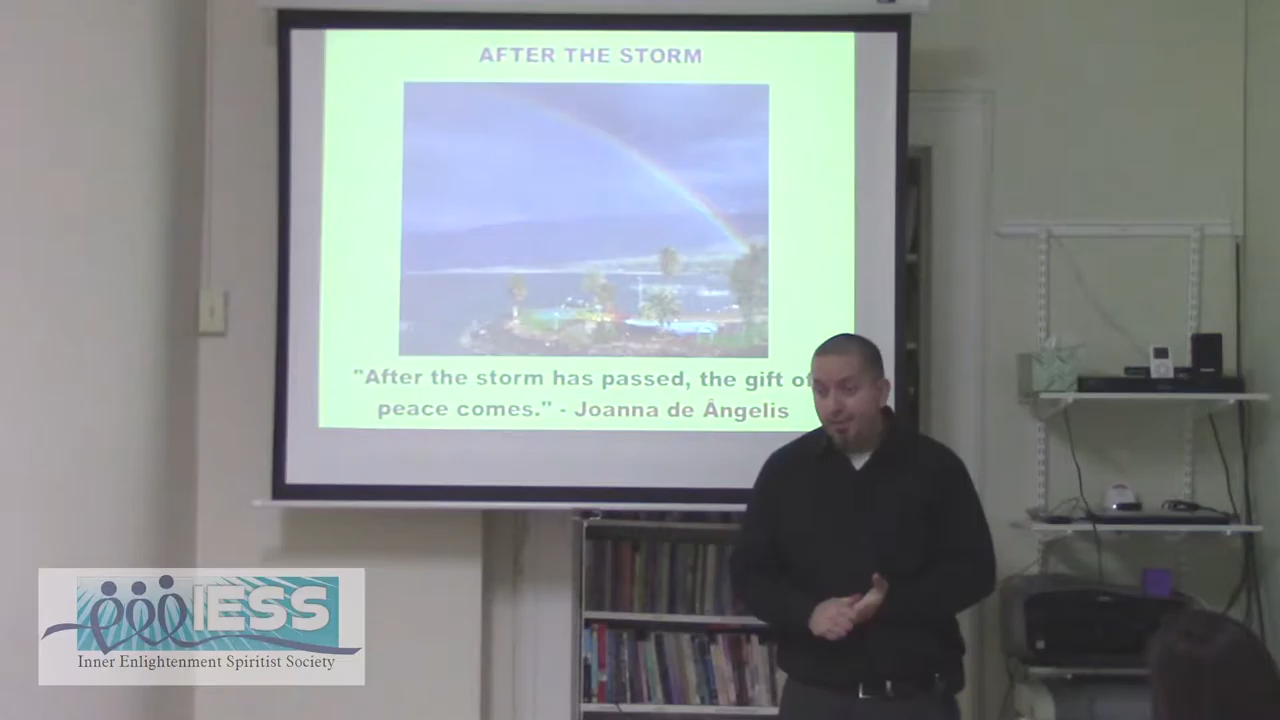 AFTER THE STORM
"After the storm has passed, the gift of
peace comes." - Joanna de Ângelis
IESS
Inner Enlightenment Spiritist Society